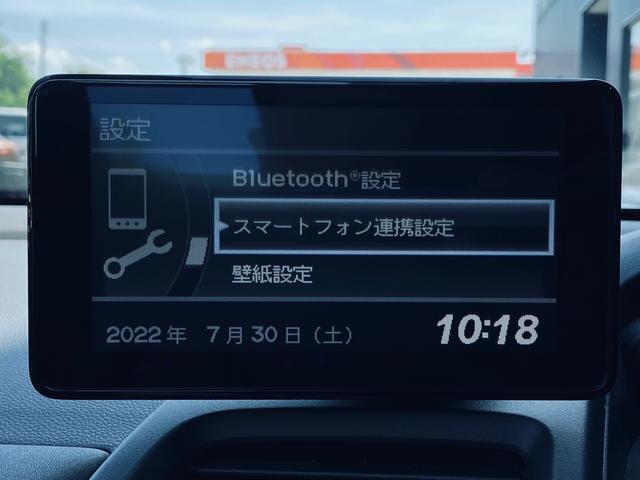 ENEOS
設定
Bluetooth®設定
スマートフォン連携設定
壁紙設定
2022年 7月30日（土） 10:18